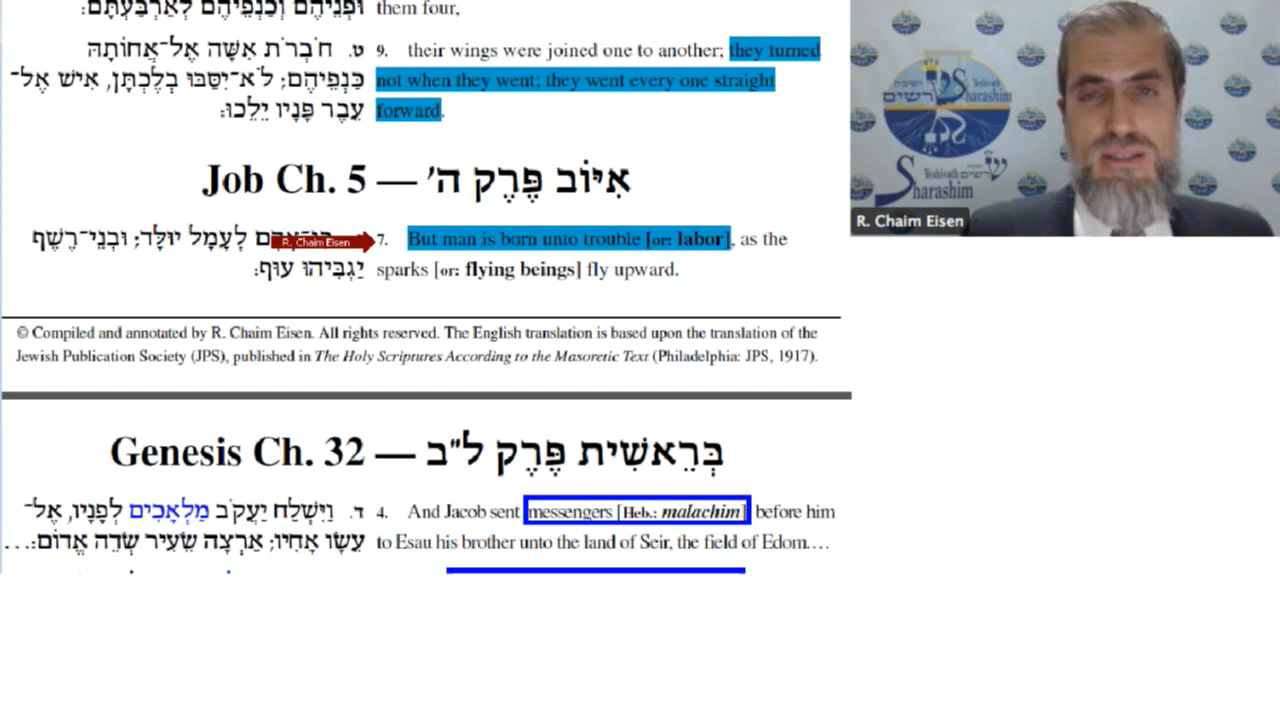 וּפְנֵיהֶם וְכַנְפֵיהֶם לְאַרְבַּעְתָּם:
them four,
ט. חֹבְרֹת אִשָּׁה אֶל־אֲחוֹתָהּ
9. their wings were joined one to another; they turned
כַּנְפֵיהֶם; לֹא־יִסַּבּוּ בְלֶכְתָּן, אִישׁ אֶל־
not when they went; they went every one straight
עֵבֶר פָּנָיו יֵלֵכוּ:
forward.
Job Ch. 5 — אִיּוֹב פֶּרֶק ה'
לְעָמָל יוּלָּד; וּבְנֵי־רֶשֶׁף
R. Chaim Eisen
7. But man is born unto trouble [or: labor], as the
יַגְבִּיהוּ עוּף:
sparks [or: flying beings] fly upward.
© Compiled and annotated by R. Chaim Eisen. All rights reserved. The English translation is based upon the translation of the
Jewish Publication Society (JPS), published in The Holy Scriptures According to the Masoretic Text (Philadelphia: JPS, 1917).
Genesis Ch. 32 — בְּרֵאשִׁית פֶּרֶק ל"ב
ד. וַיִּשְׁלַח יַעֲקֹב מַלְאָכִים לְפָנָיו, אֶל־
4. And Jacob sent messengers [Heb.: malachim] before him
עֵשָׂו אָחִיו; אַרְצָה שֵׂעִיר שְׂדֵה אֱדוֹם:...
to Esau his brother unto the land of Seir, the field of Edom....
ישיבת
שרשים
Sharashim
Yeshivath
שרשים
Sharashim
R. Chaim Eisen